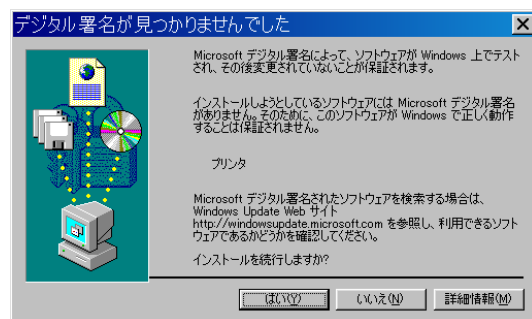 デジタル署名が見つかりませんでした
Microsoft デジタル署名によって、ソフトウェアが Windows 上でテスト
され、その後変更されていないことが保証されます。
インストールしようとしているソフトウェアには Microsoft デジタル署名
がありません。そのために、このソフトウェアが Windows で正しく動作
することは保証されません。
プリンタ
Microsoft デジタル署名されたソフトウェアを検索する場合は、
Windows Update Web サイト
http://windowsupdate.microsoft.com を参照し、利用できるソフト
ウェアであるかどうかを確認してください。
インストールを続行しますか?
はい(Y) いいえ(N) 詳細情報(M)